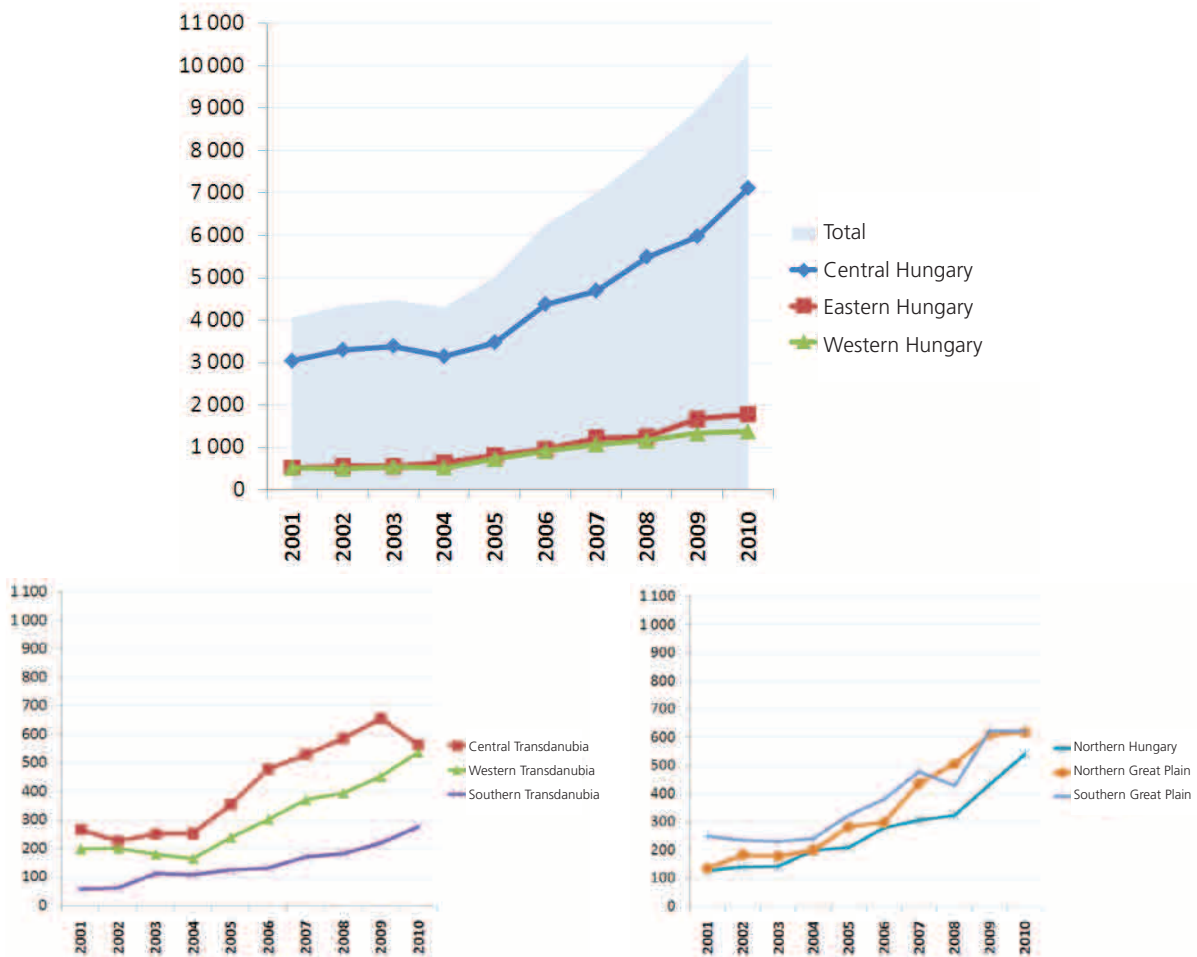 11 000
10 000
9 000
8 000
7 000
6 000
5 000
4 000
3 000
2 000
1 000
0
2001 2002 2003 2004 2005 2006 2007 2008 2009 2010
Total
Central Hungary
Eastern Hungary
Western Hungary
1 100
1 000
900
800
700
600
500
400
300
200
100
0
2001 2002 2003 2004 2005 2006 2007 2008 2009 2010
Central Transdanubia
Western Transdanubia
Southern Transdanubia
1 100
1 000
900
800
700
600
500
400
300
200
100
0
2001 2002 2003 2004 2005 2006 2007 2008 2009 2010
Northern Hungary
Northern Great Plain
Southern Great Plain